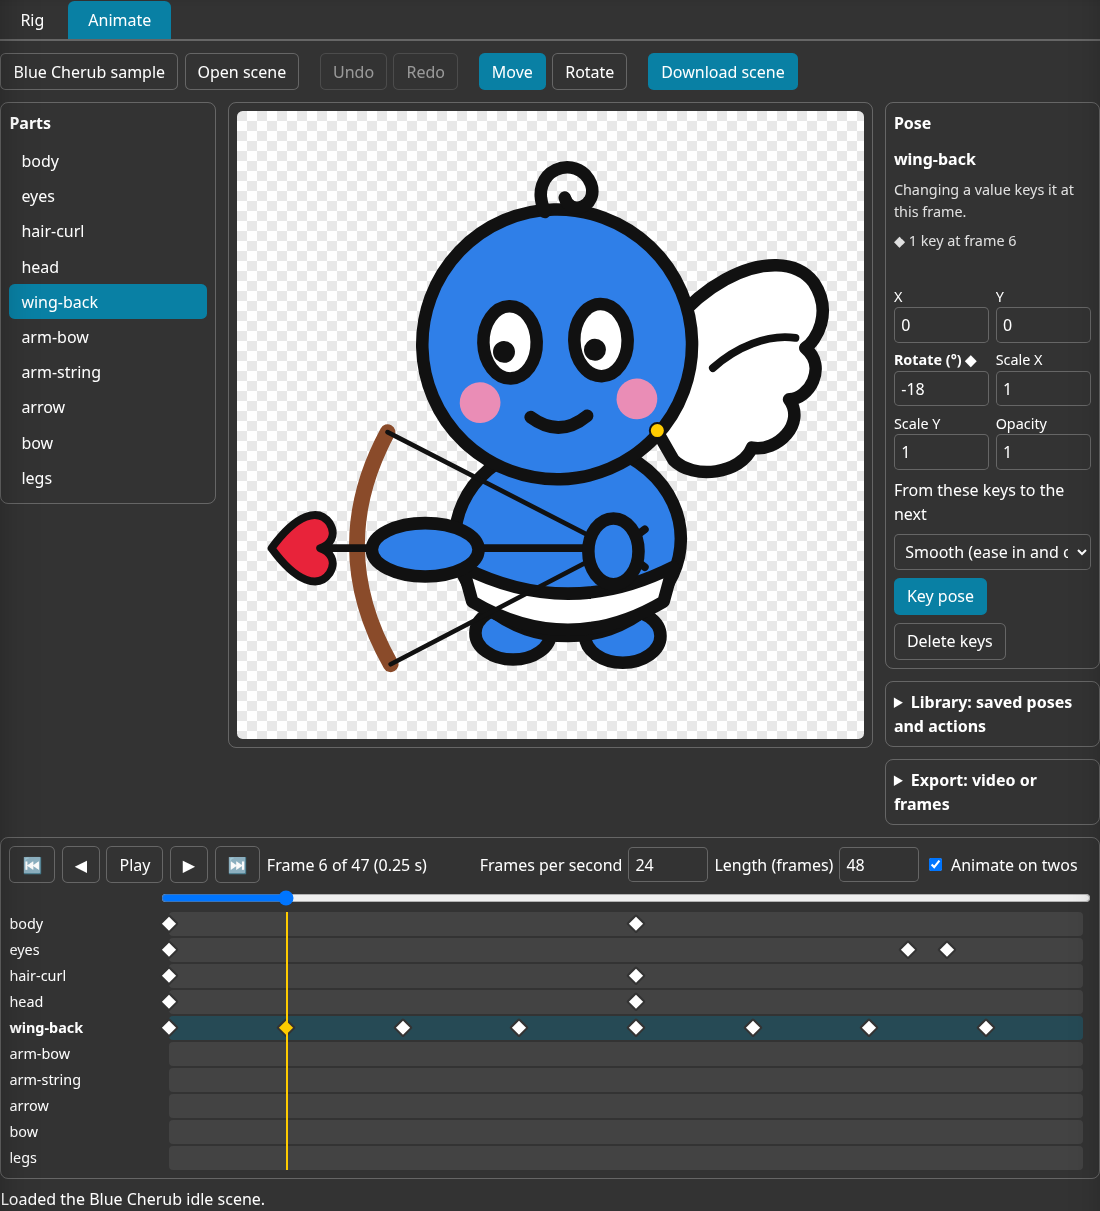 Rig Animate
Blue Cherub sample Open scene Undo Redo Move Rotate Download scene
Parts
body
eyes
hair-curl
head
wing-back
arm-bow
arm-string
arrow
bow
legs
Pose
wing-back
Changing a value keys it at
this frame.
◆ 1 key at frame 6
X Y
0 0
Rotate (°) ◆ Scale X
-18 1
Scale Y Opacity
1 1
From these keys to the
next
Smooth (ease in and c
Key pose
Delete keys
▶ Library: saved poses
and actions
▶ Export: video or
frames
⏮ ◀ Play ▶ ⏭ Frame 6 of 47 (0.25 s) Frames per second 24 Length (frames) 48 Animate on twos
body
eyes
hair-curl
head
wing-back
arm-bow
arm-string
arrow
bow
legs
Loaded the Blue Cherub idle scene.